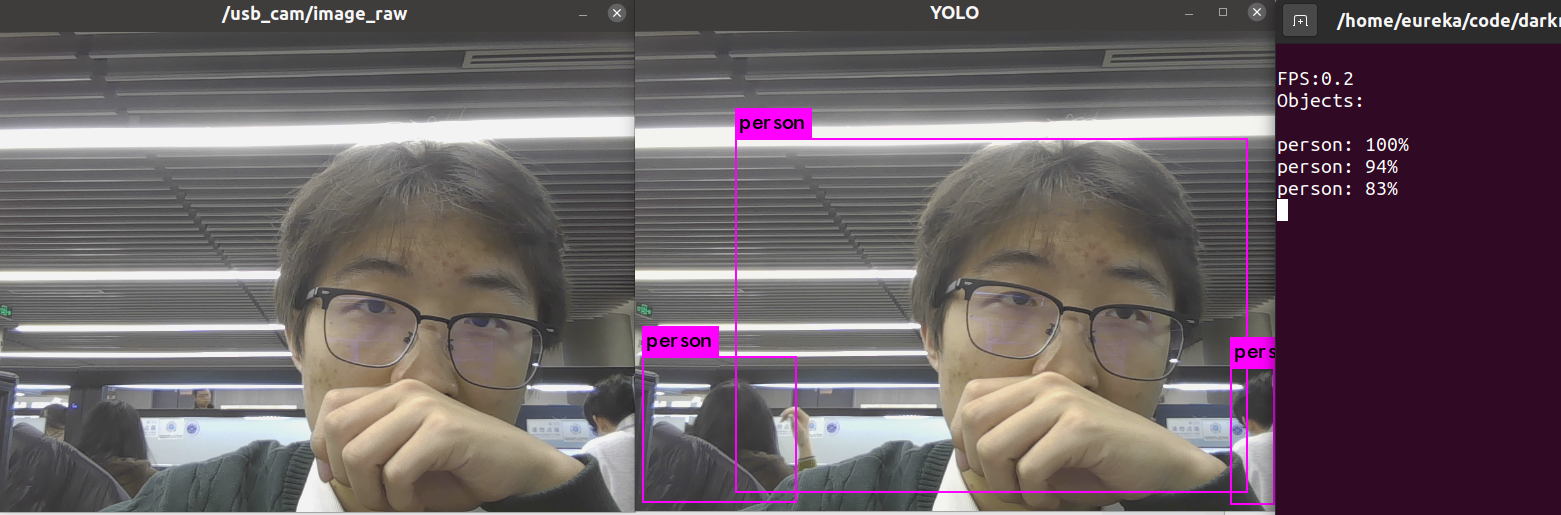 /usb_cam/image_raw
YOLO
/home/eureka/code/dark
person
person
pers
FPS:0.2
Objects:
person: 100%
person: 94%
person: 83%